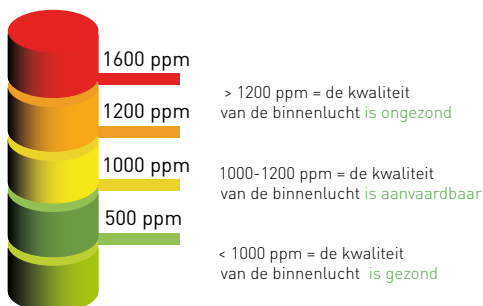 1600 ppm
1200 ppm
1000 ppm
500 ppm
> 1200 ppm = de kwaliteit
van de binnenlucht is ongezond
1000-1200 ppm = de kwaliteit
van de binnenlucht is aanvaardbaar
< 1000 ppm = de kwaliteit
van de binnenlucht is gezond